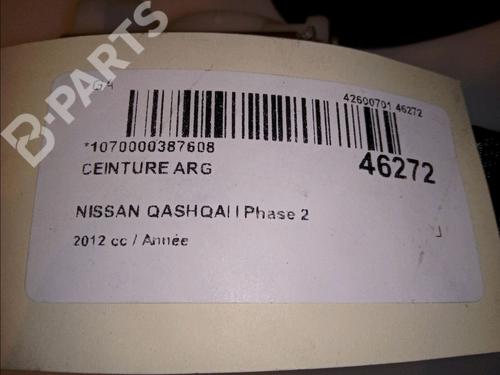 B-PARTS
42600701 46272
*1070000387608
46272
CEINTURE ARG
NISSAN QASHQAI I Phase 2
2012 cc / Année